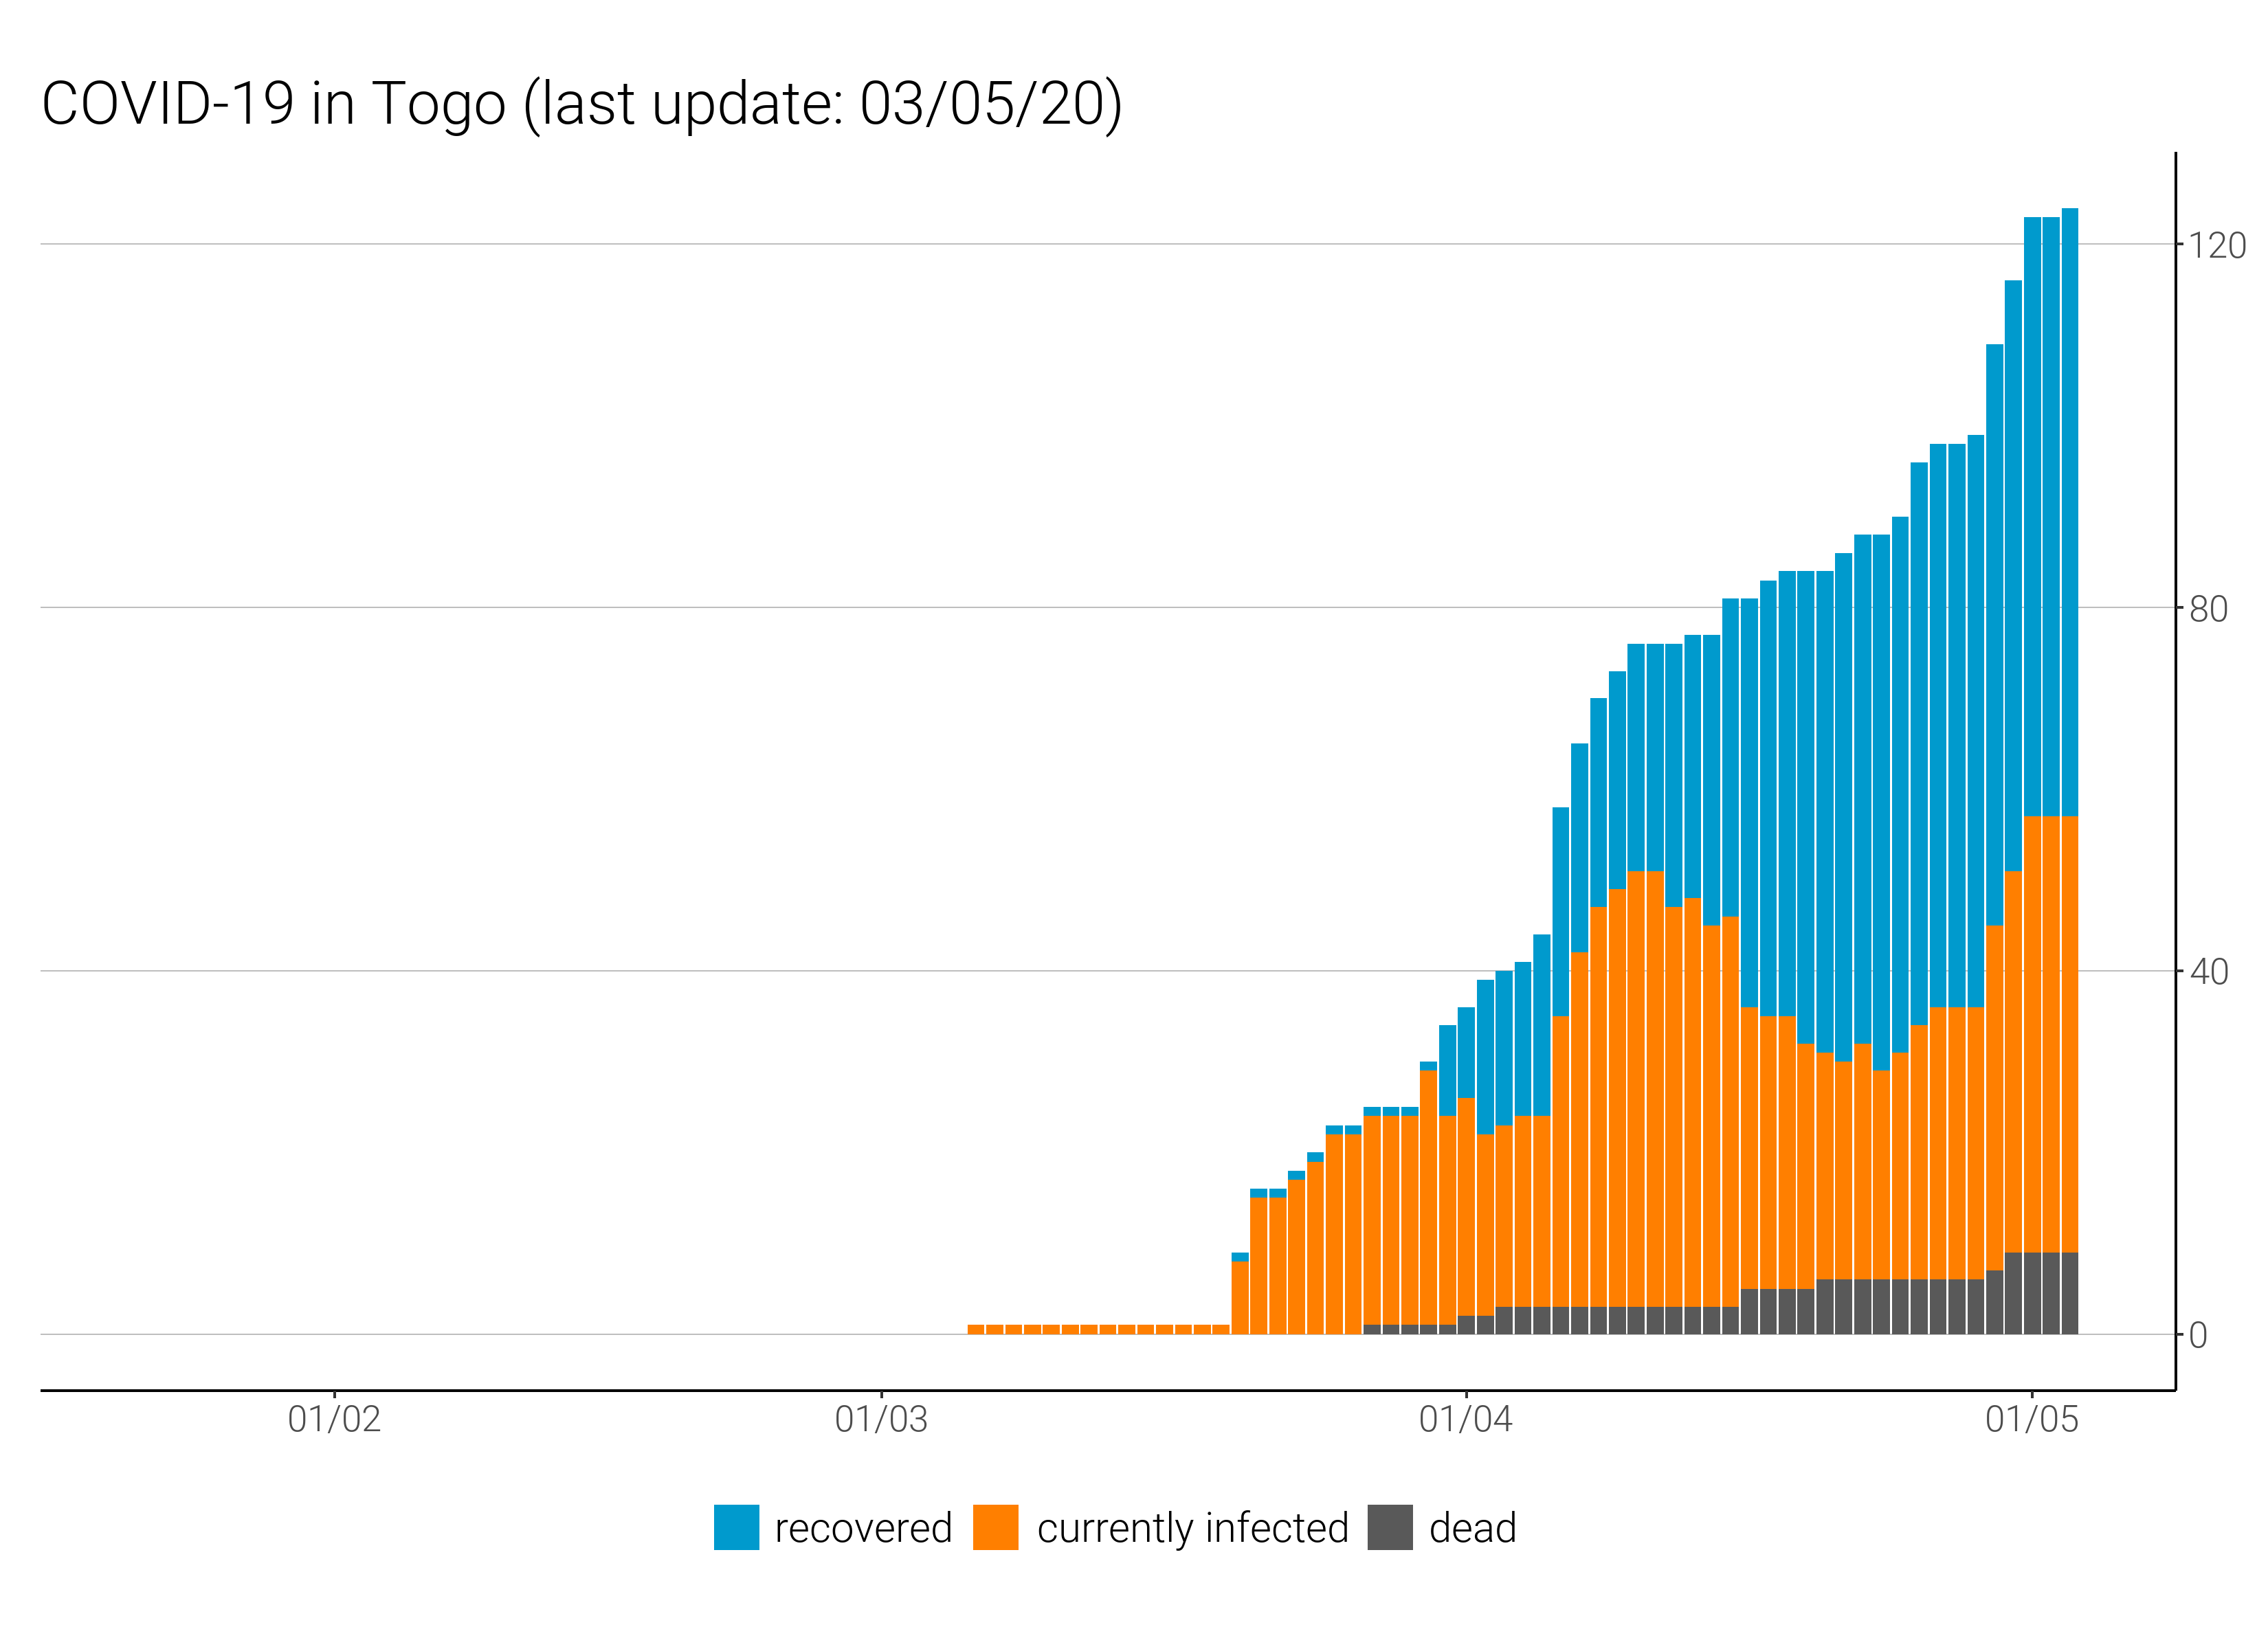 COVID-19 in Togo (last update: 03/05/20)
120
80
40
0
01/02 01/03 01/04 01/05
recovered currently infected dead